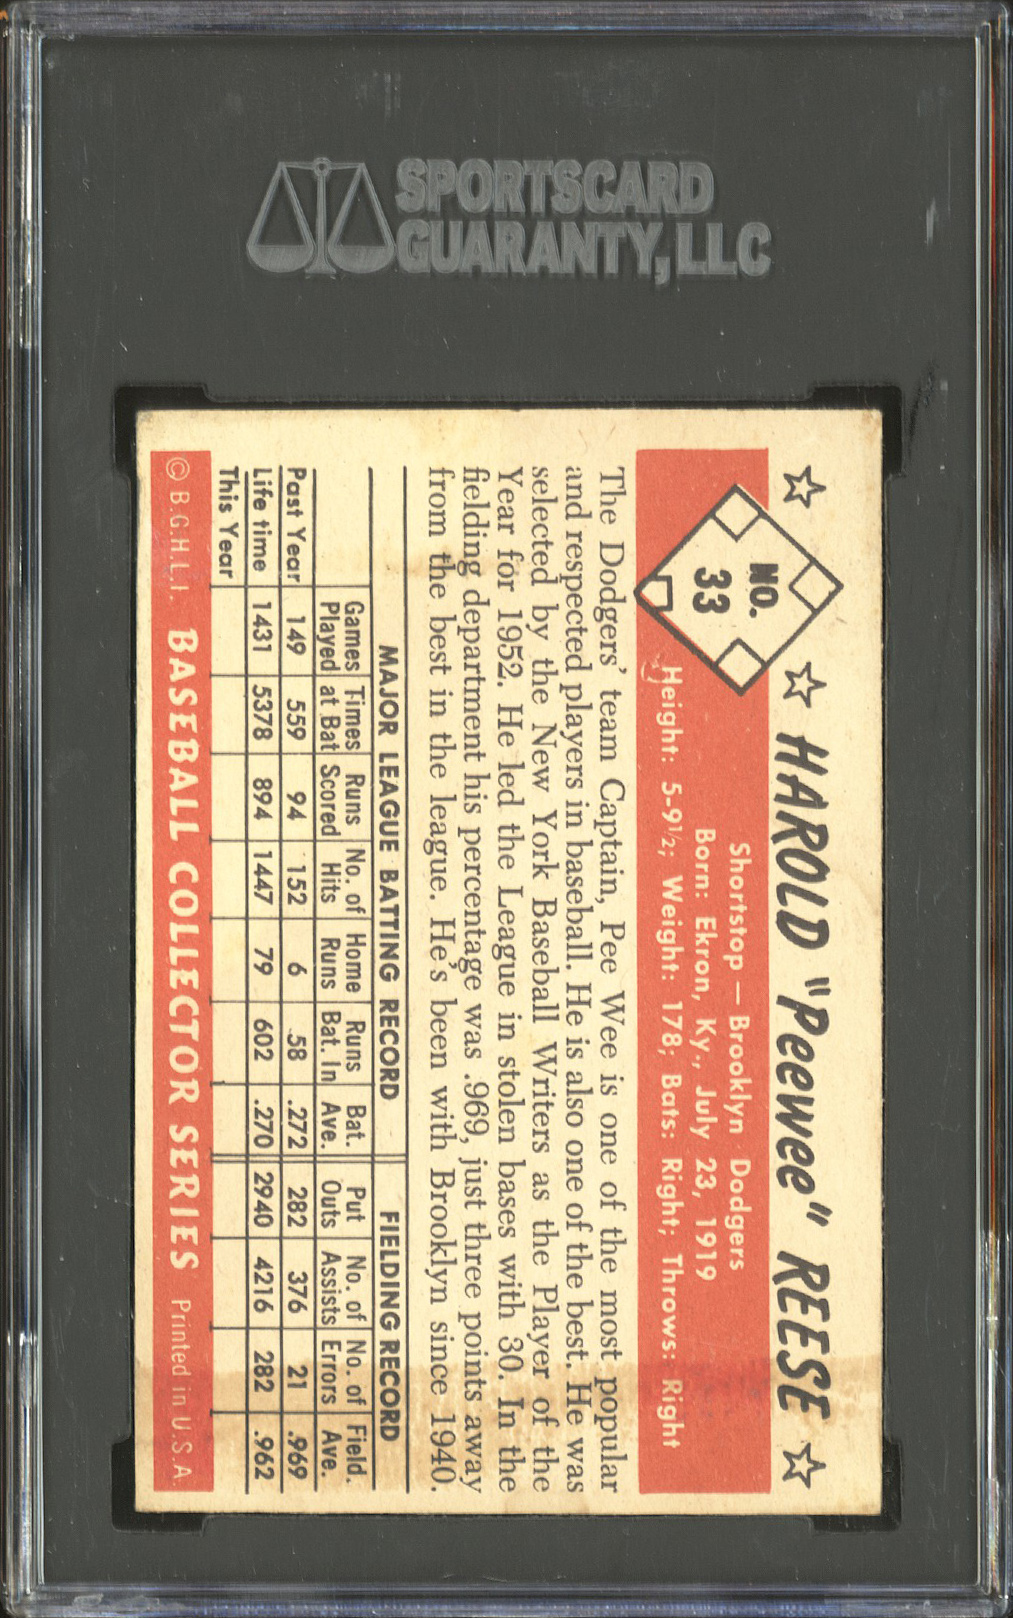 SPORTSCARD
GUARANTY, LLC
HAROLD "Peewee" REESE
NO.
33
Shortstop — Brooklyn Dodgers
Born: Ekron, Ky., July 23, 1919
Height: 5-9½; Weight: 178; Bats: Right; Throws: Right
The Dodgers' team Captain, Pee Wee is one of the most popular
and respected players in baseball. He is also one of the best. He was
selected by the New York Baseball Writers as the Player of the
Year for 1952. He led the League in stolen bases with 30. In the
fielding department his percentage was .969, just three points away
from the best in the league. He's been with Brooklyn since 1940.
MAJOR LEAGUE BATTING RECORD FIELDING RECORD
Games Times Runs No. of Home Runs Bat. Put No. of No. of Field.
Played at Bat Scored Hits Runs Bat. In Ave. Outs Assists Errors Ave.
Past Year 149 559 94 152 6 58 .272 282 376 21 .969
Life time 1431 5378 894 1447 79 602 .270 2940 4216 282 .962
This Year
© B.G.H.L.I. BASEBALL COLLECTOR SERIES Printed in U.S.A.